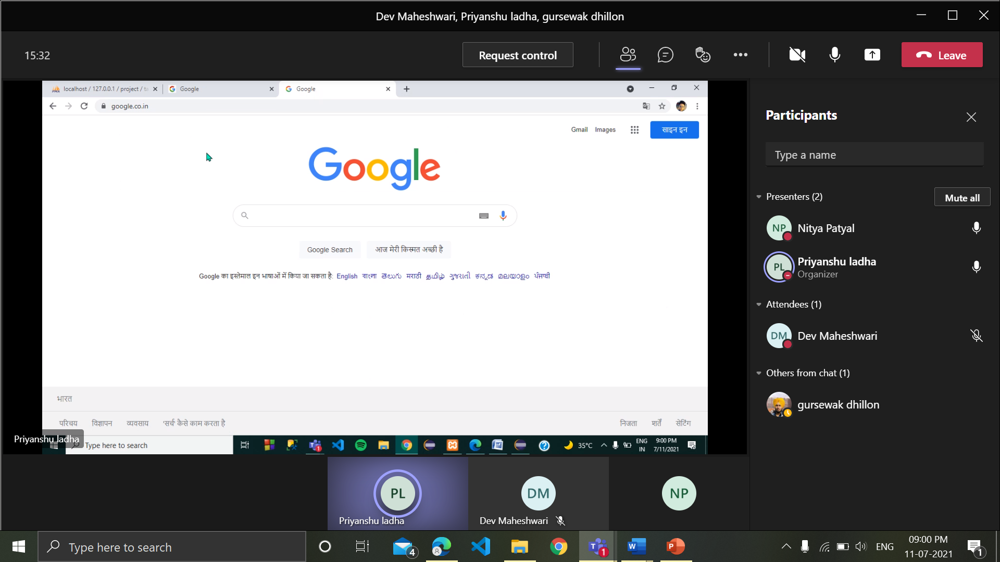 Dev Maheshwari, Priyanshu ladha, gursewak dhillon
15:32
Request control
Leave
localhost / 127.0.0.1 / project / ta
Google
Google
google.co.in
Gmail
Images
साइन इन
Google
Google Search
आज मेरी किस्मत अच्छी है
Google का इस्तेमाल इन भाषाओं में किया जा सकता है: English বাংলা తెలుగు मराठी தமிழ் ગુજરાતી ಕನ್ನಡ മലയാളം ਪੰਜਾਬੀ
भारत
परिचय विज्ञापन व्यवसाय 'सर्च' कैसे काम करता है
निजता शर्तें सेटिंग
Priyanshu ladha
Type here to search
1
35°C
ENG
IN
9:00 PM
7/11/2021
Participants
Type a name
Presenters (2)
Mute all
NP
Nitya Patyal
PL
Priyanshu ladha
Organizer
Attendees (1)
DM
Dev Maheshwari
Others from chat (1)
gursewak dhillon
PL
Priyanshu ladha
DM
Dev Maheshwari
NP
Type here to search
4
1
ENG
09:00 PM
11-07-2021
1